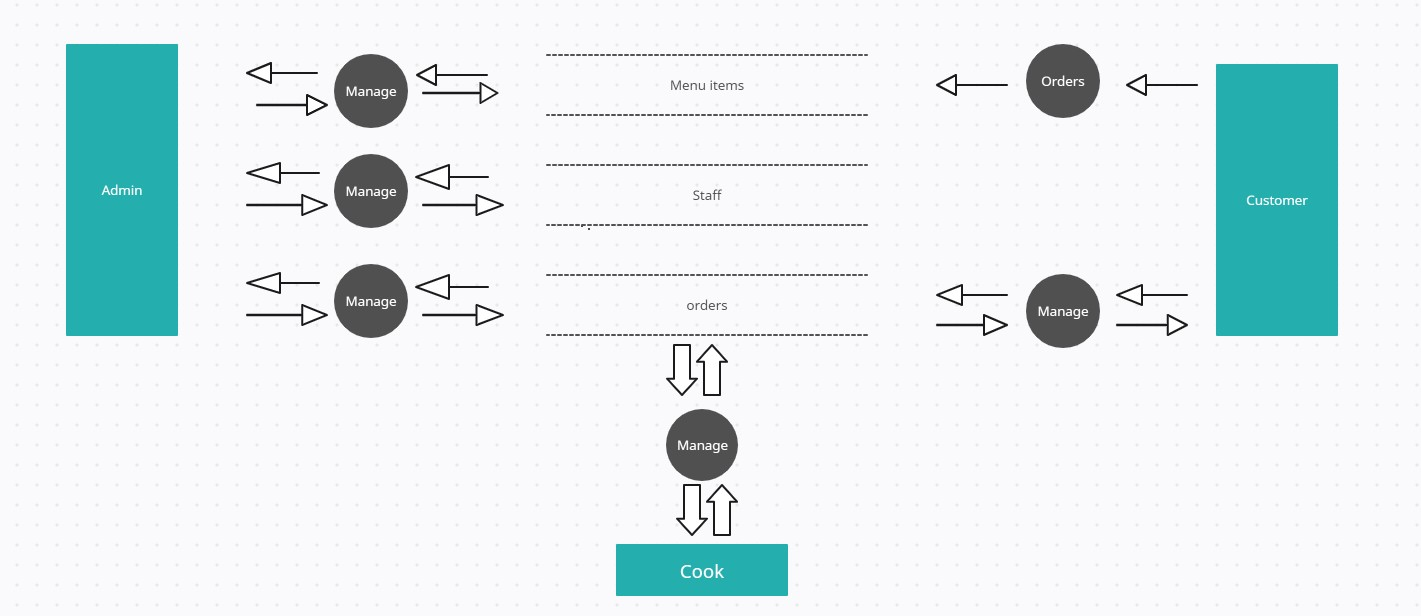 Manage
Menu items
Orders
Admin
Manage
Staff
Customer
Manage
orders
Manage
Manage
Cook